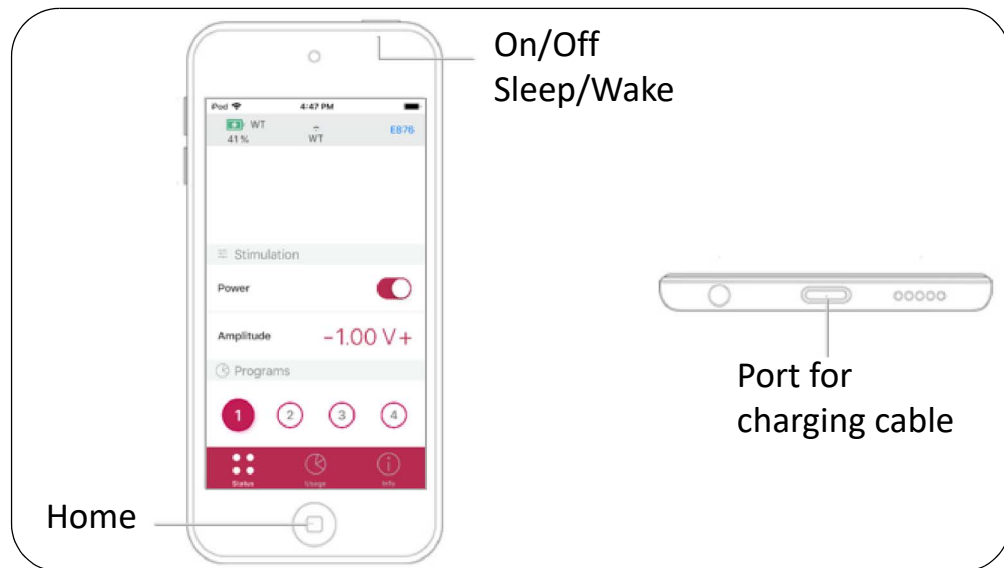 On/Off
Sleep/Wake
iPod 4:47 PM
WT
41% WT E876
Stimulation
Power
Amplitude −1.00 V+
Programs
1 2 3 4
Status Usage Info
Home
Port for
charging cable